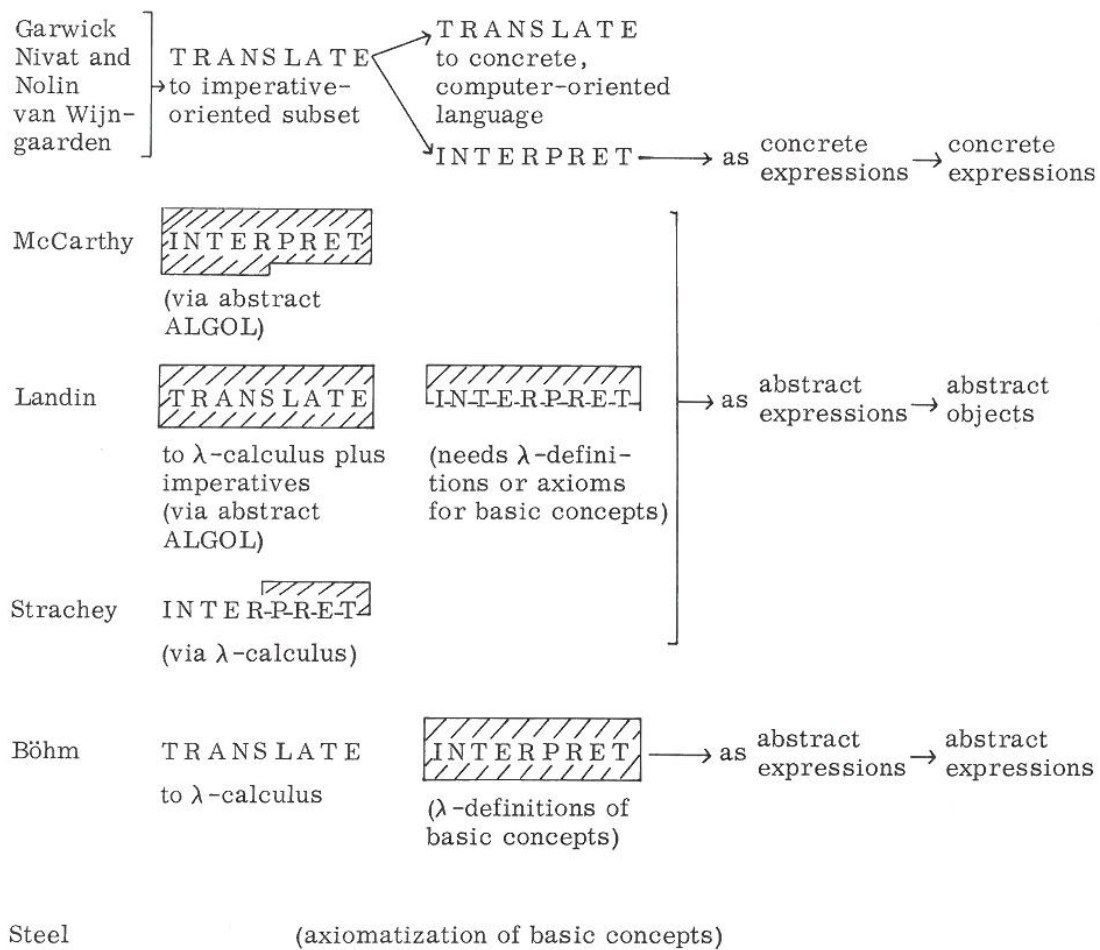 Garwick
Nivat and
Nolin
van Wijn-
gaarden
TRANSLATE
to imperative-
oriented subset
TRANSLATE
to concrete,
computer-oriented
language
INTERPRET
as concrete expressions
concrete expressions
McCarthy
INTERPRET
(via abstract
ALGOL)
Landin
TRANSLATE
to λ-calculus plus
imperatives
(via abstract
ALGOL)
INTERPRET
(needs λ-defini-
tions or axioms
for basic concepts)
as abstract expressions
abstract objects
Strachey
INTERPRET
(via λ-calculus)
Böhm
TRANSLATE
to λ-calculus
INTERPRET
(λ-definitions of
basic concepts)
as abstract expressions
abstract expressions
Steel
(axiomatization of basic concepts)